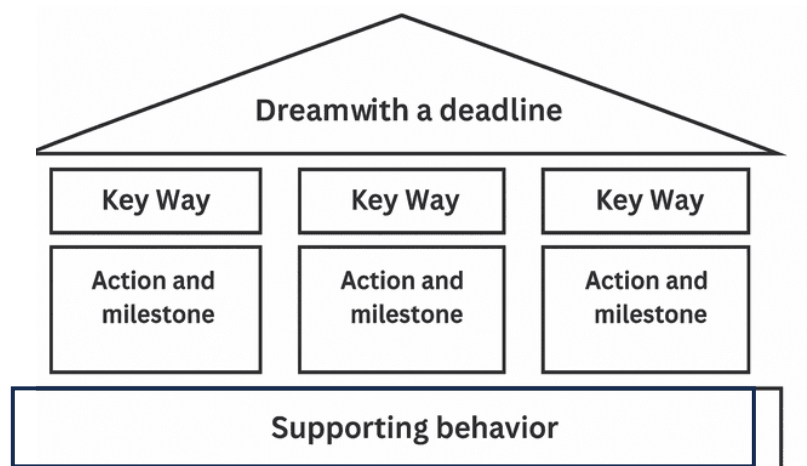 Dreamwith a deadline
Key Way
Key Way
Key Way
Action and
milestone
Action and
milestone
Action and
milestone
Supporting behavior